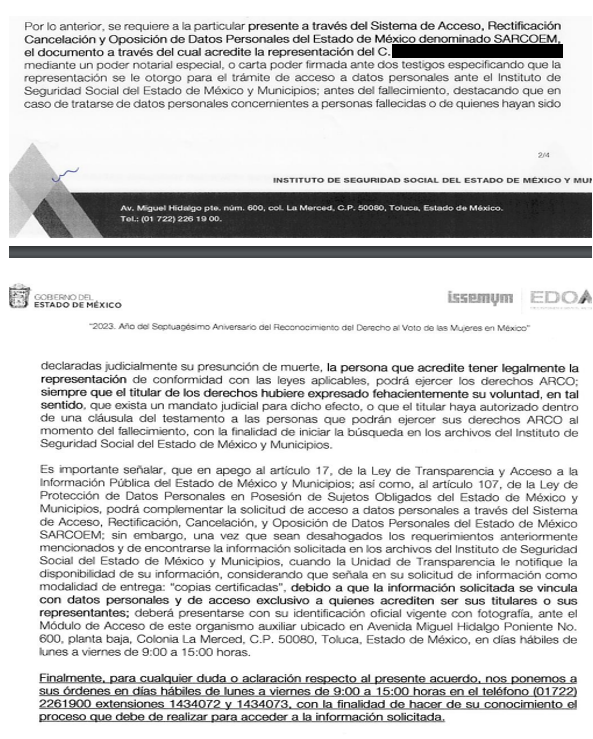 Por lo anterior, se requiere a la particular presente a través del Sistema de Acceso, Rectificación
Cancelación y Oposición de Datos Personales del Estado de México denominado SARCOEM,
el documento a través del cual acredite la representación del C.
mediante un poder notarial especial, o carta poder firmada ante dos testigos especificando que la
representación se le otorgo para el trámite de acceso a datos personales ante el Instituto de
Seguridad Social del Estado de México y Municipios; antes del fallecimiento, destacando que en
caso de tratarse de datos personales concernientes a personas fallecidas o de quienes hayan sido
2/4
INSTITUTO DE SEGURIDAD SOCIAL DEL ESTADO DE MÉXICO Y MUN
Av. Miguel Hidalgo pte. núm. 600, col. La Merced, C.P. 50080, Toluca, Estado de México.
Tel.: (01 722) 226 19 00.
GOBIERNO DEL
ESTADO DE MÉXICO
issemym
EDOM
"2023. Año del Septuagésimo Aniversario del Reconocimiento del Derecho al Voto de las Mujeres en México"
declaradas judicialmente su presunción de muerte, la persona que acredite tener legalmente la
representación de conformidad con las leyes aplicables, podrá ejercer los derechos ARCO;
siempre que el titular de los derechos hubiere expresado fehacientemente su voluntad, en tal
sentido, que exista un mandato judicial para dicho efecto, o que el titular haya autorizado dentro
de una cláusula del testamento a las personas que podrán ejercer sus derechos ARCO al
momento del fallecimiento, con la finalidad de iniciar la búsqueda en los archivos del Instituto de
Seguridad Social del Estado de México y Municipios.
Es importante señalar, que en apego al artículo 17, de la Ley de Transparencia y Acceso a la
Información Pública del Estado de México y Municipios; así como, al artículo 107, de la Ley de
Protección de Datos Personales en Posesión de Sujetos Obligados del Estado de México y
Municipios, podrá complementar la solicitud de acceso a datos personales a través del Sistema
de Acceso, Rectificación, Cancelación, y Oposición de Datos Personales del Estado de México
SARCOEM; sin embargo, una vez que sean desahogados los requerimientos anteriormente
mencionados y de encontrarse la información solicitada en los archivos del Instituto de Seguridad
Social del Estado de México y Municipios, cuando la Unidad de Transparencia le notifique la
disponibilidad de su información, considerando que señala en su solicitud de información como
modalidad de entrega: "copias certificadas", debido a que la información solicitada se vincula
con datos personales y de acceso exclusivo a quienes acrediten ser sus titulares o sus
representantes; deberá presentarse con su identificación oficial vigente con fotografía, ante el
Módulo de Acceso de este organismo auxiliar ubicado en Avenida Miguel Hidalgo Poniente No.
600, planta baja, Colonia La Merced, C.P. 50080, Toluca, Estado de México, en días hábiles de
lunes a viernes de 9:00 a 15:00 horas.
Finalmente, para cualquier duda o aclaración respecto al presente acuerdo, nos ponemos a
sus órdenes en días hábiles de lunes a viernes de 9:00 a 15:00 horas en el teléfono (01722)
2261900 extensiones 1434072 y 1434073, con la finalidad de hacer de su conocimiento el
proceso que debe de realizar para acceder a la información solicitada.